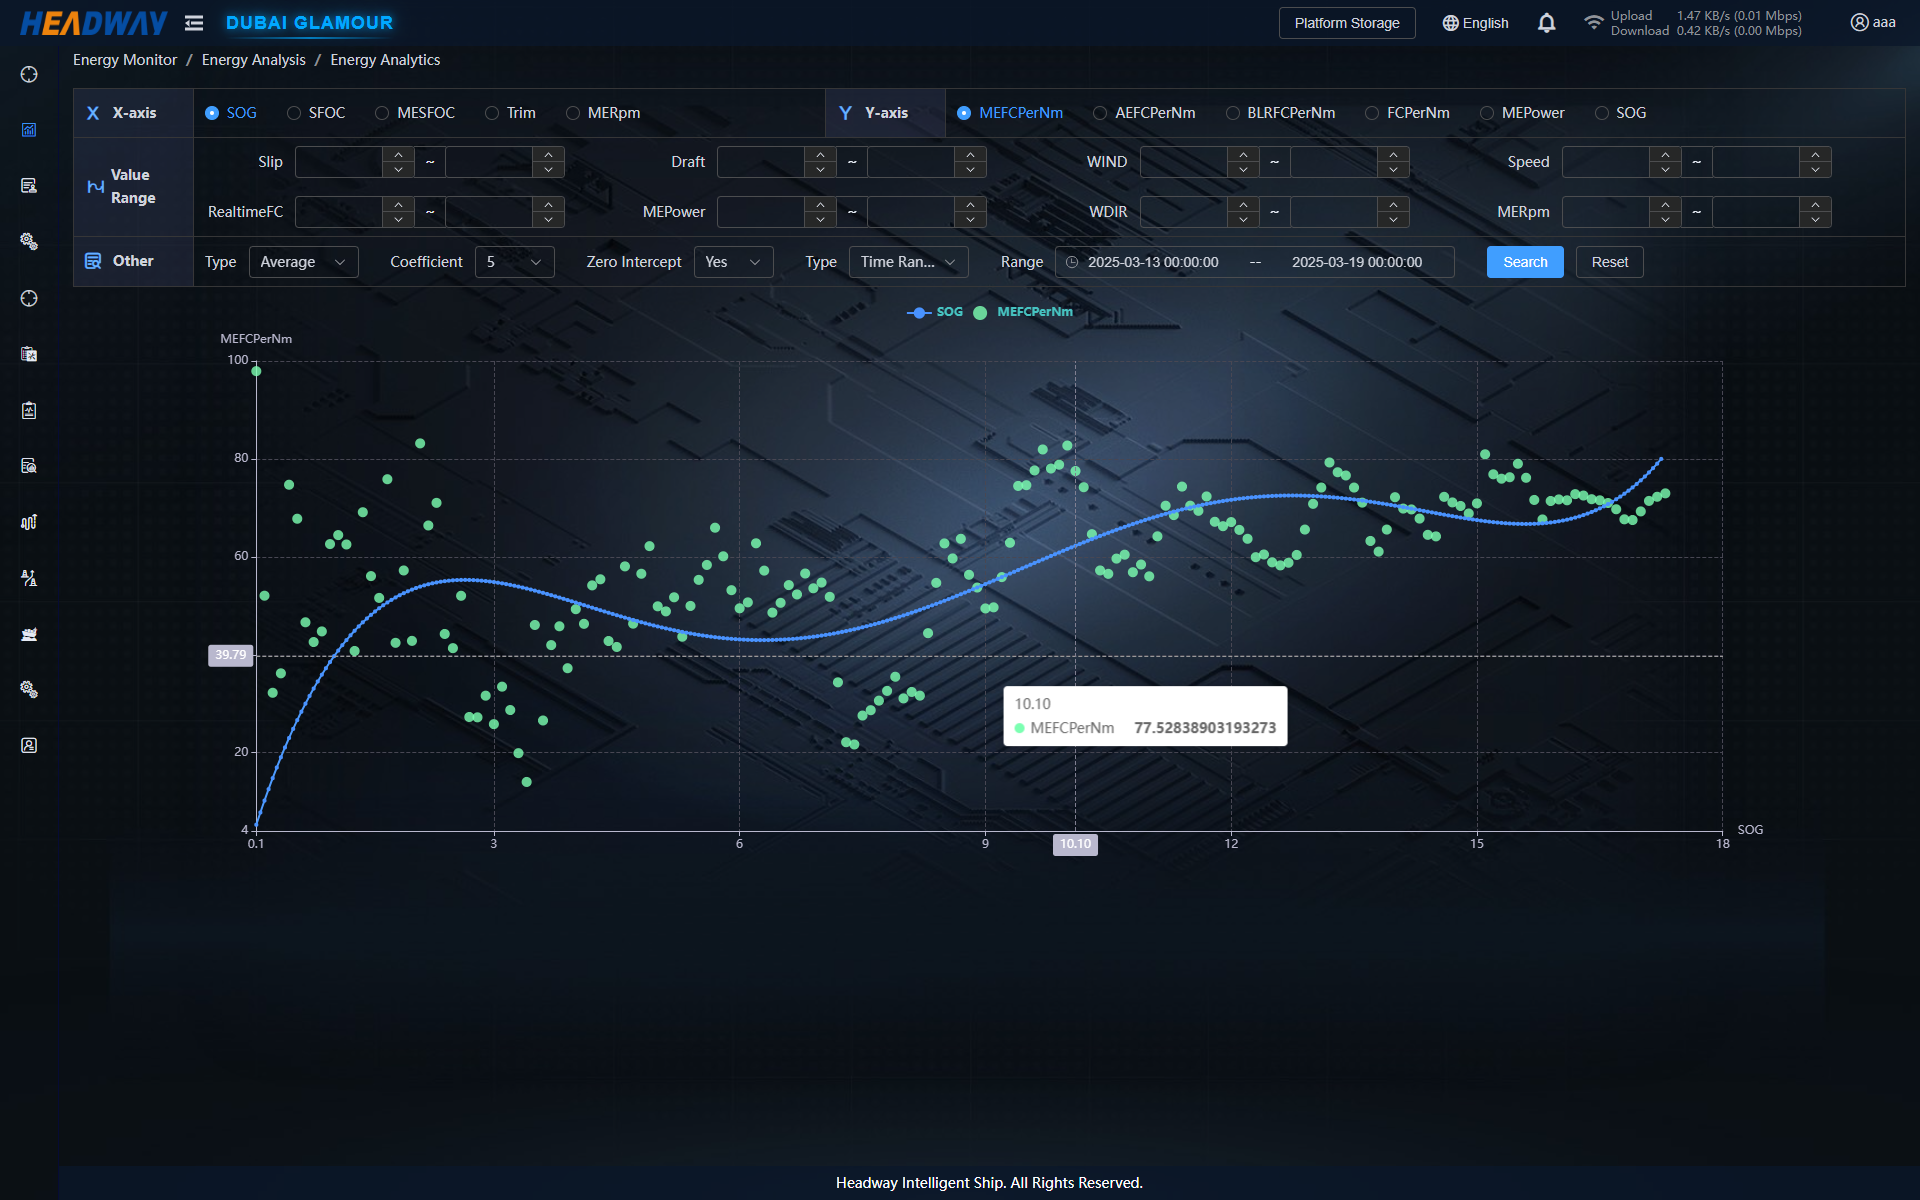 HEADWAY
DUBAI GLAMOUR
Platform Storage
English
Upload 1.47 KB/s (0.01 Mbps)
Download 0.42 KB/s (0.00 Mbps)
aaa
Energy Monitor / Energy Analysis / Energy Analytics
X X-axis
SOG SFOC MESFOC Trim MERpm
Y Y-axis
MEFCPerNm AEFCPerNm BLRFCPerNm FCPerNm MEPower SOG
Value Range
Slip ~ Draft ~ WIND ~ Speed ~
RealtimeFC ~ MEPower ~ WDIR ~ MERpm ~
Other
Type Average Coefficient 5 Zero Intercept Yes Type Time Ran... Range 2025-03-13 00:00:00 -- 2025-03-19 00:00:00 Search Reset
SOG MEFCPerNm
MEFCPerNm
100
80
60
39.79
20
4
10.10
MEFCPerNm 77.52838903193273
0.1 3 6 9 10.10 12 15 18
SOG
Headway Intelligent Ship. All Rights Reserved.